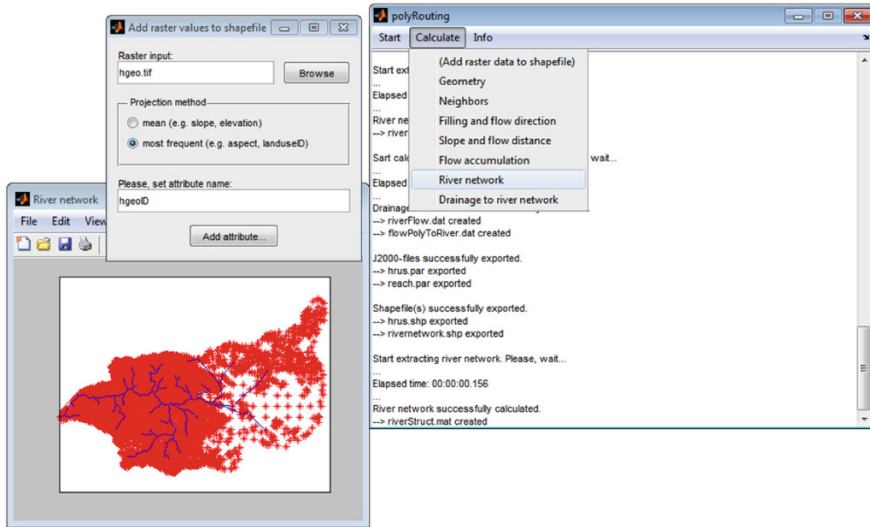 Add raster values to shapefile
Raster input:
hgeo.tif
Browse
Projection method
mean (e.g. slope, elevation)
most frequent (e.g. aspect, landuseID)
Please, set attribute name:
hgeoID
Add attribute...
River network
File Edit View
polyRouting
Start Calculate Info
(Add raster data to shapefile)
Geometry
Neighbors
Filling and flow direction
Slope and flow distance
Flow accumulation
River network
Drainage to river network
Start ext
...
Elapsed
...
River ne
--> river
Sart calc
wait...
...
Elapsed
...
Drainage
--> riverFlow.dat created
--> flowPolyToRiver.dat created
J2000-files successfully exported.
--> hrus.par exported
--> reach.par exported
Shapefile(s) successfully exported.
--> hrus.shp exported
--> rivernetwork.shp exported
Start extracting river network. Please, wait...
...
Elapsed time: 00:00:00.156
...
River network successfully calculated.
--> riverStruct.mat created